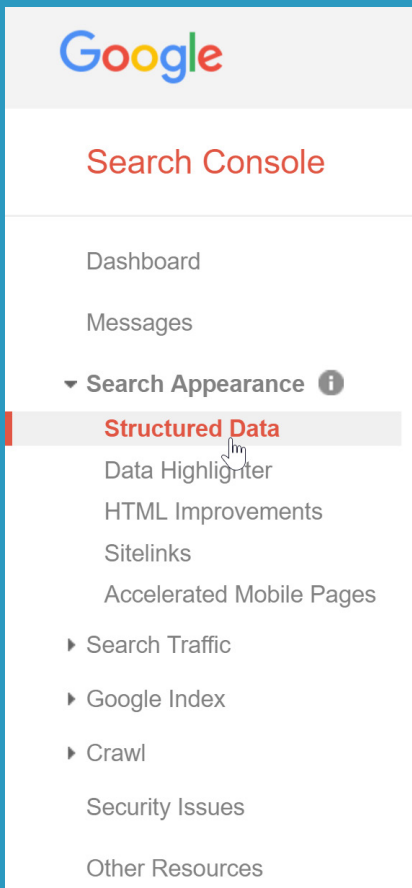 Google
Search Console
Dashboard
Messages
Search Appearance i
Structured Data
Data Highlighter
HTML Improvements
Sitelinks
Accelerated Mobile Pages
Search Traffic
Google Index
Crawl
Security Issues
Other Resources